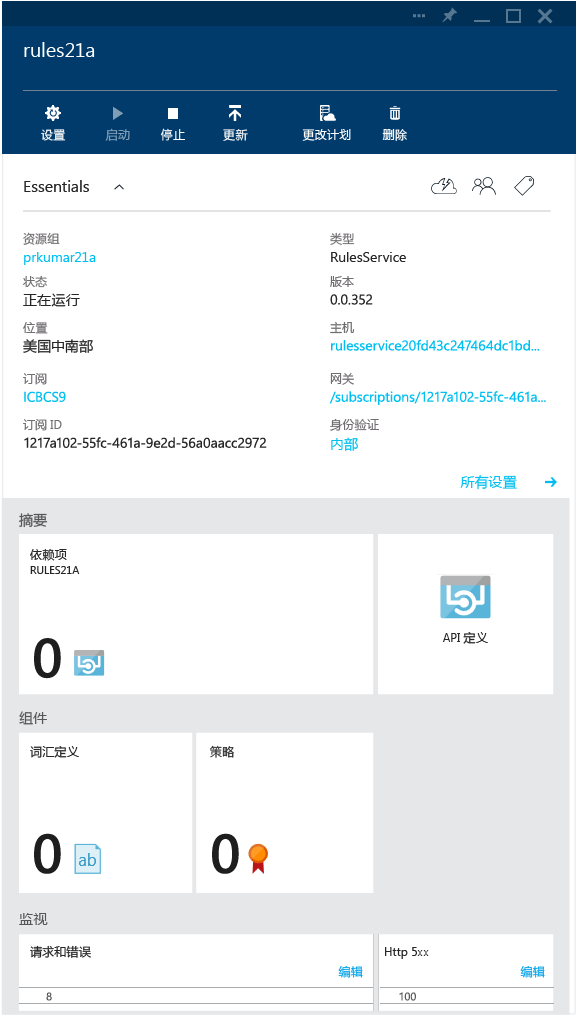 rules21a
设置 启动 停止 更新 更改计划 删除
Essentials
资源组 类型
prkumar21a RulesService
状态 版本
正在运行 0.0.352
位置 主机
美国中南部 rulesservice20fd43c247464dc1bd...
订阅 网关
ICBCS9 /subscriptions/1217a102-55fc-461a...
订阅 ID 身份验证
1217a102-55fc-461a-9e2d-56a0aacc2972 内部
所有设置
摘要
依赖项
RULES21A
0
API 定义
组件
词汇定义 策略
0 ab 0
监视
请求和错误 Http 5xx
编辑 编辑
8 100